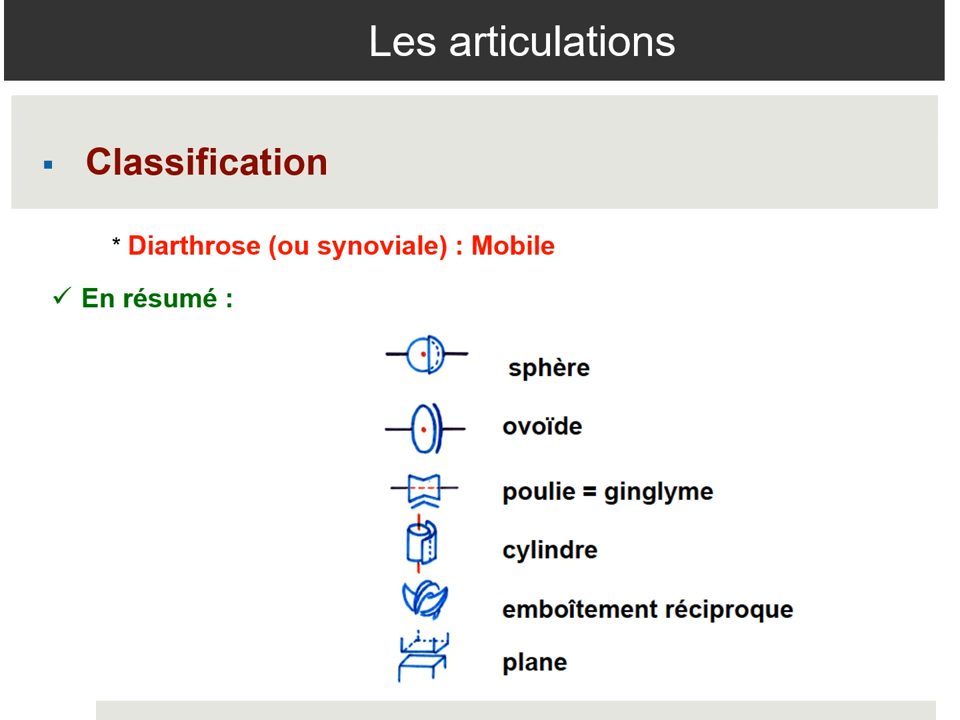 Les articulations
▪ Classification
* Diarthrose (ou synoviale) : Mobile
✓ En résumé :
sphère
ovoïde
poulie = ginglyme
cylindre
emboîtement réciproque
plane